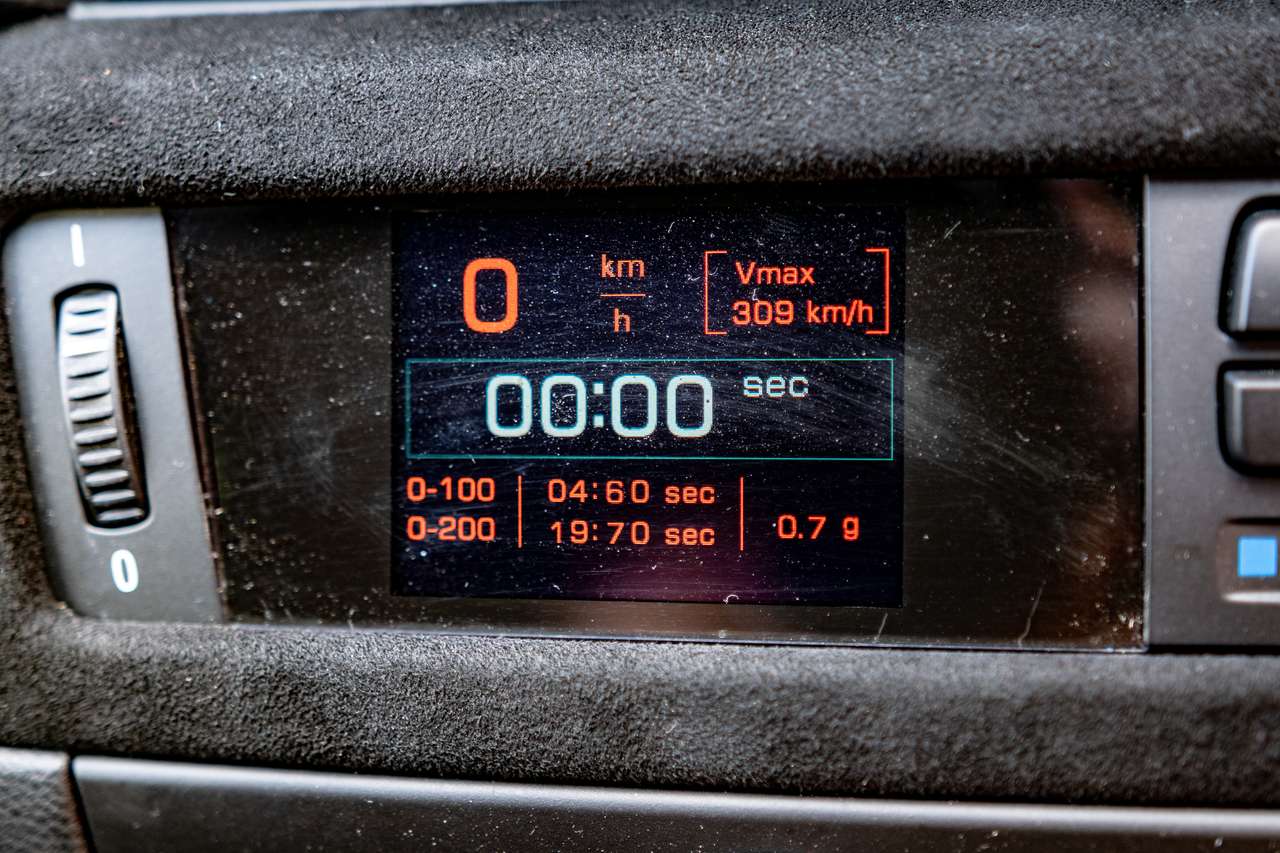 0 km/h Vmax
309 km/h
00:00 sec
0-100 04:60 sec
0-200 19:70 sec
0.7 g
0